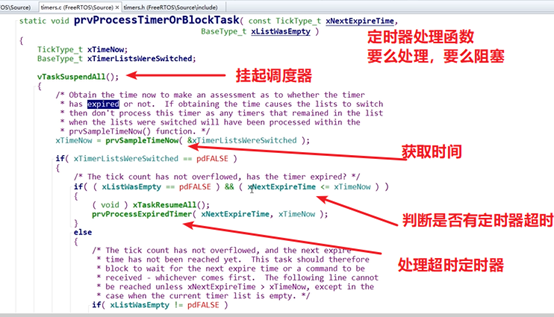 timers.c (FreeRTOS\Source)
timers.h (FreeRTOS\Source\include)
static void prvProcessTimerOrBlockTask( const TickType_t xNextExpireTime,
BaseType_t xListWasEmpty )
定时器处理函数
要么处理，要么阻塞
{
TickType_t xTimeNow;
BaseType_t xTimerListsWereSwitched;
vTaskSuspendAll();
挂起调度器
{
/* Obtain the time now to make an assessment as to whether the timer
* has expired or not. If obtaining the time causes the lists to switch
* then don't process this timer as any timers that remained in the list
* when the lists were switched will have been processed within the
* prvSampleTimeNow() function. */
xTimeNow = prvSampleTimeNow( &xTimerListsWereSwitched );
获取时间
if( xTimerListsWereSwitched == pdFALSE )
{
/* The tick count has not overflowed, has the timer expired? */
if( ( xListWasEmpty == pdFALSE ) && ( xNextExpireTime <= xTimeNow ) )
{
判断是否有定时器超时
( void ) xTaskResumeAll();
prvProcessExpiredTimer( xNextExpireTime, xTimeNow );
}
处理超时定时器
else
{
/* The tick count has not overflowed, and the next expire
* time has not been reached yet. This task should therefore
* block to wait for the next expire time or a command to be
* received - whichever comes first. The following line cannot
* be reached unless xNextExpireTime > xTimeNow, except in the
* case when the current timer list is empty. */
if( xListWasEmpty != pdFALSE )